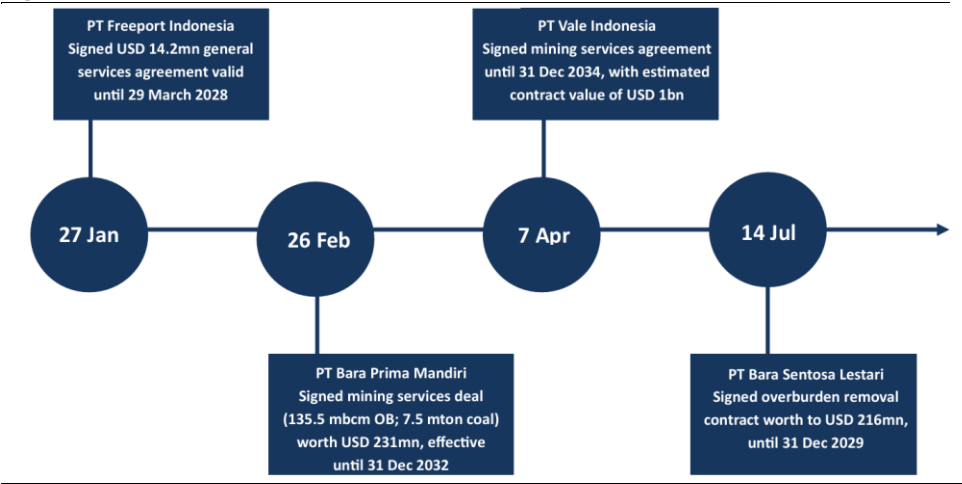 PT Freeport Indonesia
Signed USD 14.2mn general
services agreement valid
until 29 March 2028
PT Vale Indonesia
Signed mining services agreement
until 31 Dec 2034, with estimated
contract value of USD 1bn
27 Jan
26 Feb
7 Apr
14 Jul
PT Bara Prima Mandiri
Signed mining services deal
(135.5 mbcm OB; 7.5 mton coal)
worth USD 231mn, effective
until 31 Dec 2032
PT Bara Sentosa Lestari
Signed overburden removal
contract worth to USD 216mn,
until 31 Dec 2029